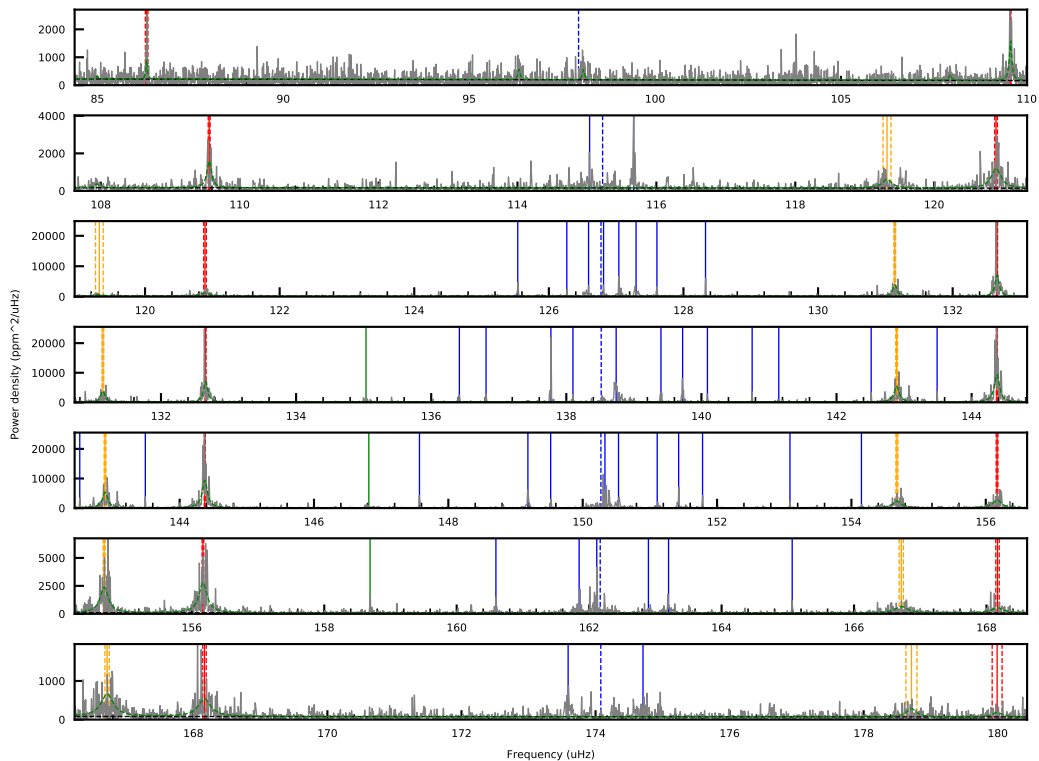 2000
1000
0
85 90 95 100 105 110
4000
2000
0
108 110 112 114 116 118 120
20000
10000
0
120 122 124 126 128 130 132
20000
10000
0
132 134 136 138 140 142 144
20000
10000
0
144 146 148 150 152 154 156
5000
2500
0
156 158 160 162 164 166 168
1000
0
168 170 172 174 176 178 180
Power density (ppm^2/uHz)
Frequency (uHz)